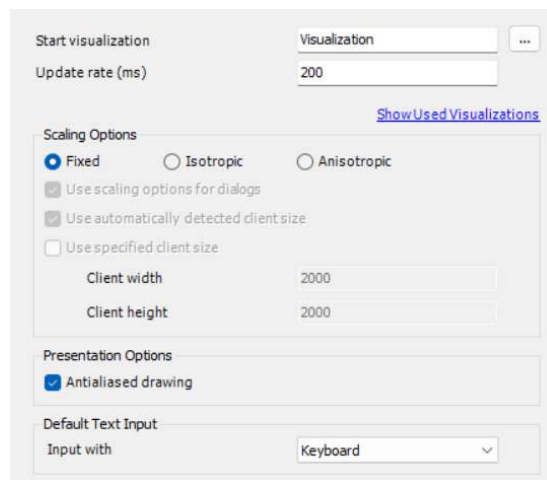 Start visualization Visualization ...
Update rate (ms) 200
Show Used Visualizations
Scaling Options
Fixed Isotropic Anisotropic
Use scaling options for dialogs
Use automatically detected client size
Use specified client size
Client width 2000
Client height 2000
Presentation Options
Antialiased drawing
Default Text Input
Input with Keyboard